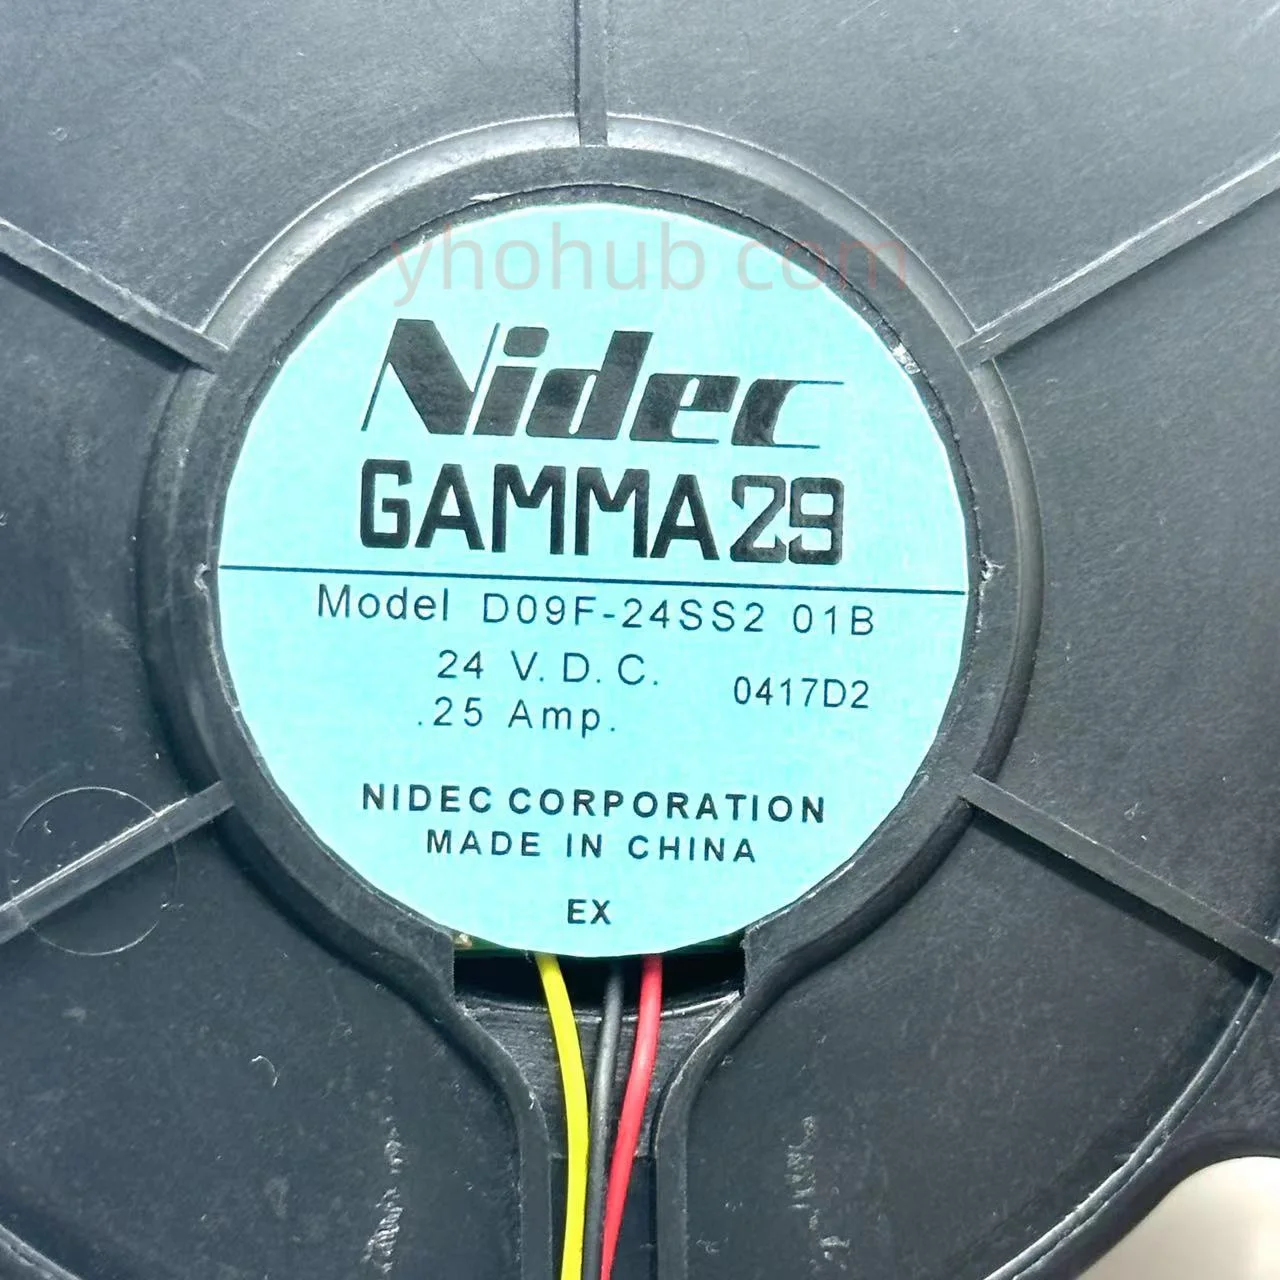 yhohub com
Nidec
GAMMA29
Model D09F-24SS2 01B
24 V. D. C.
0417D2
.25 Amp.
NIDEC CORPORATION
MADE IN CHINA
EX